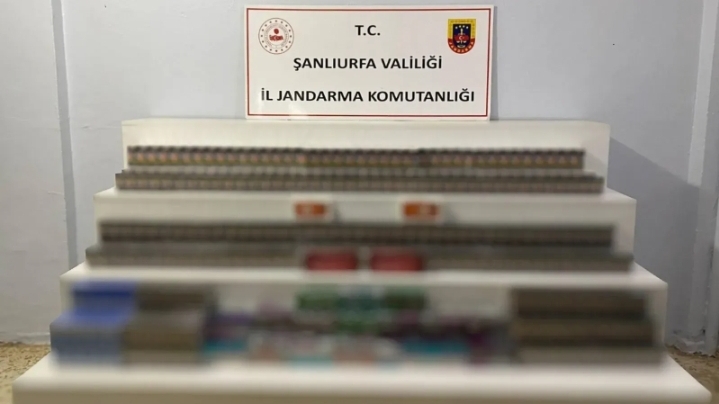 T.C.
ŞANLIURFA VALİLİĞİ
İL JANDARMA KOMUTANLIĞI